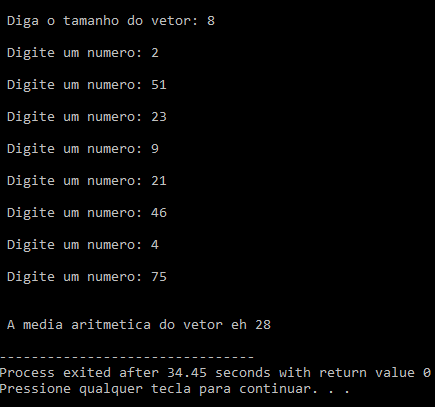 Diga o tamanho do vetor: 8
Digite um numero: 2
Digite um numero: 51
Digite um numero: 23
Digite um numero: 9
Digite um numero: 21
Digite um numero: 46
Digite um numero: 4
Digite um numero: 75
A media aritmetica do vetor eh 28
--------------------------------
Process exited after 34.45 seconds with return value 0
Pressione qualquer tecla para continuar. . .